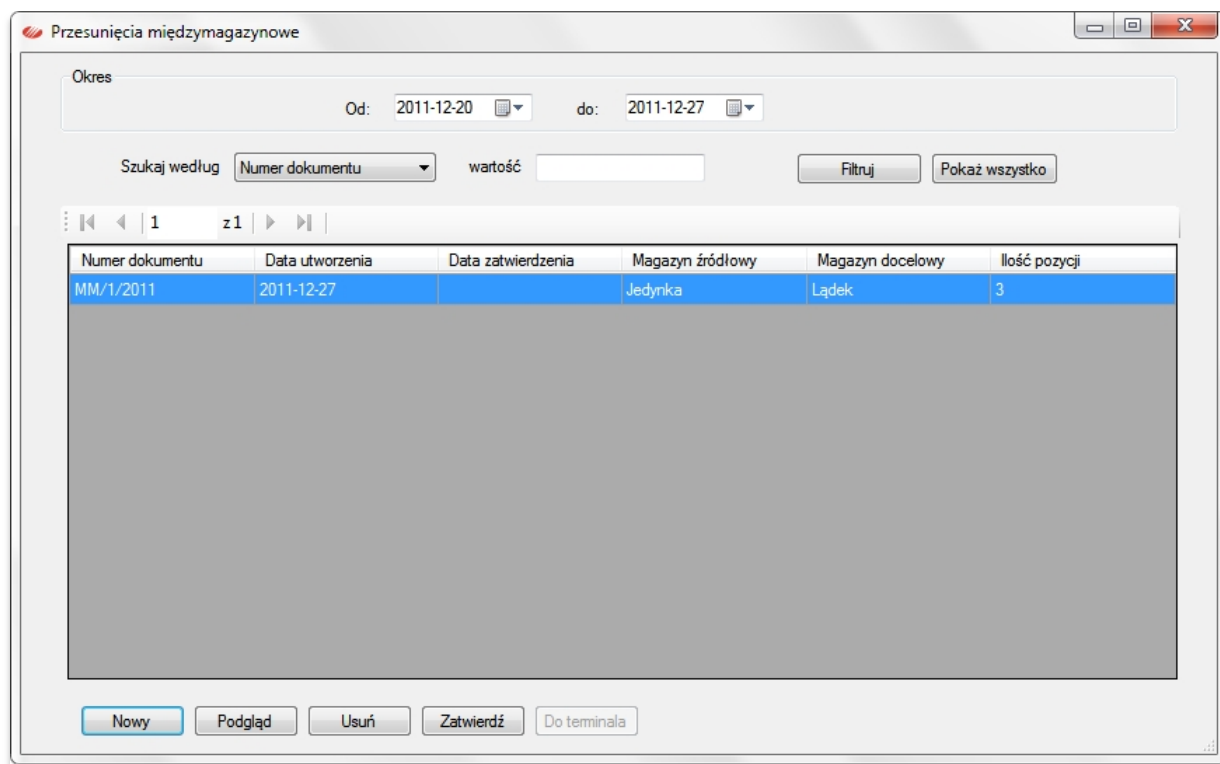 Przesunięcia międzymagazynowe
Okres
Od: 2011-12-20 do: 2011-12-27
Szukaj według Numer dokumentu wartość Filtruj Pokaż wszystko
1 z 1
Numer dokumentu Data utworzenia Data zatwierdzenia Magazyn źródłowy Magazyn docelowy Ilość pozycji
MM/1/2011 2011-12-27 Jedynka Lądek 3
Nowy Podgląd Usuń Zatwierdź Do terminala